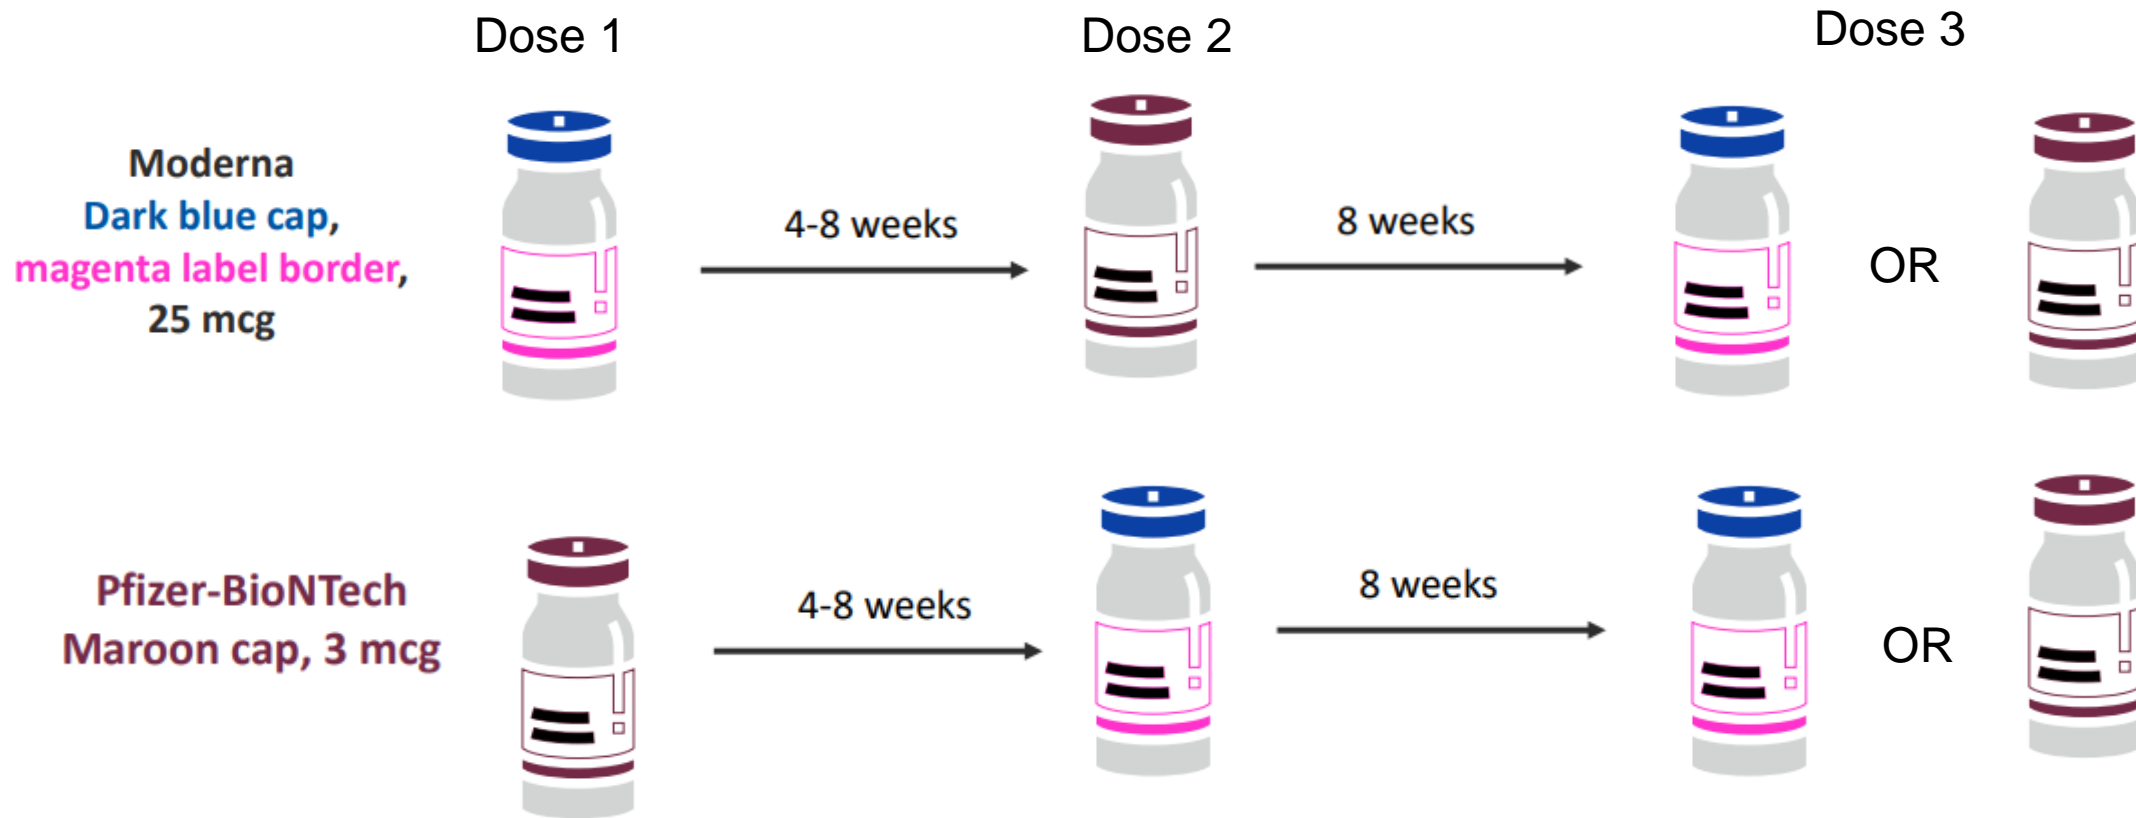 Dose 1
Dose 2
Dose 3
Moderna
Dark blue cap,
magenta label border,
25 mcg
4-8 weeks
8 weeks
OR
Pfizer-BioNTech
Maroon cap, 3 mcg
4-8 weeks
8 weeks
OR